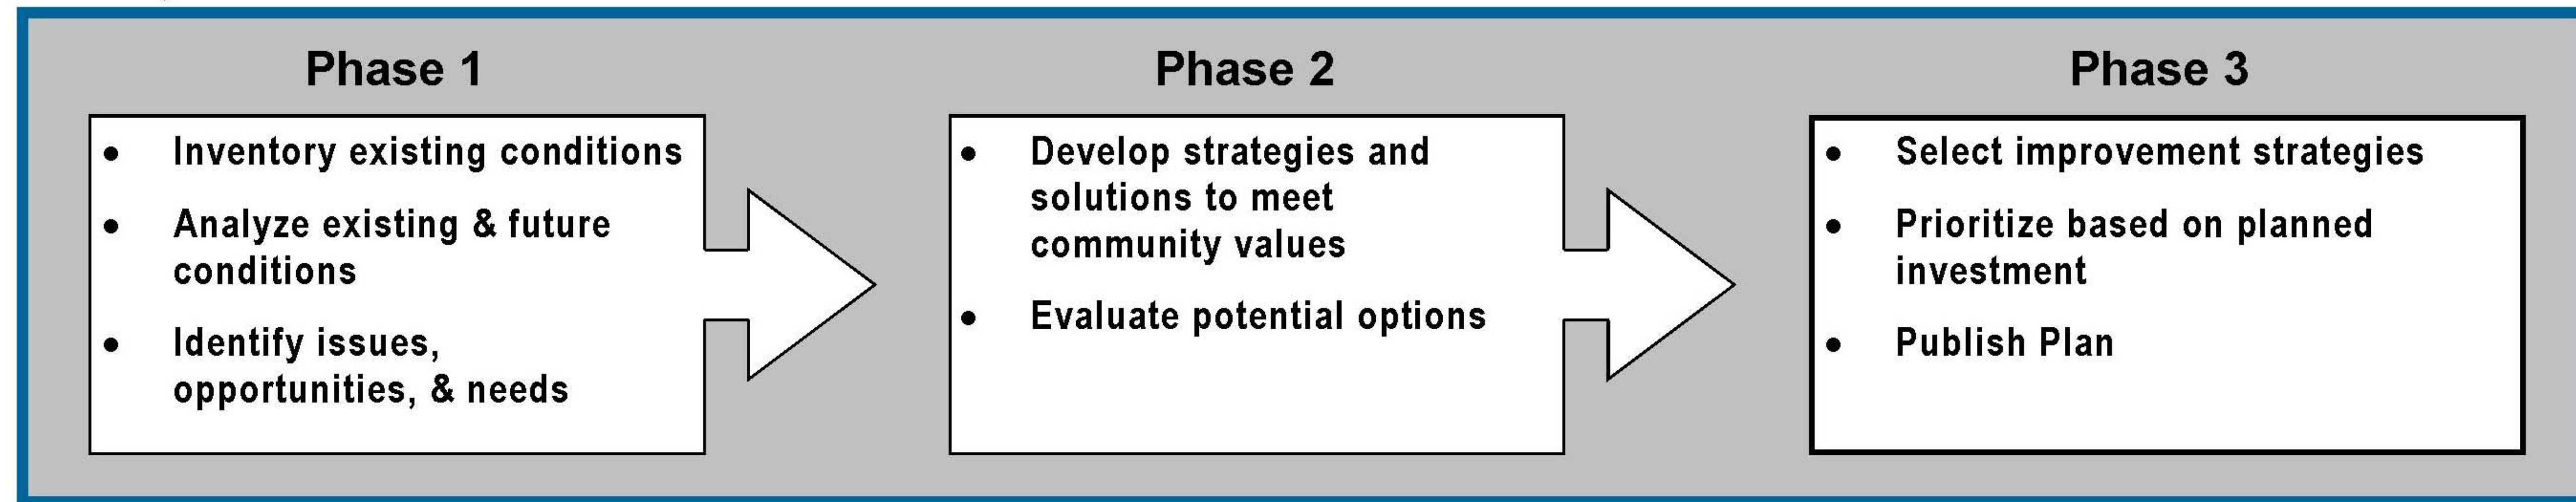 Phase 1
• Inventory existing conditions
• Analyze existing & future
conditions
• Identify issues,
opportunities, & needs
Phase 2
• Develop strategies and
solutions to meet
community values
• Evaluate potential options
Phase 3
• Select improvement strategies
• Prioritize based on planned
investment
• Publish Plan